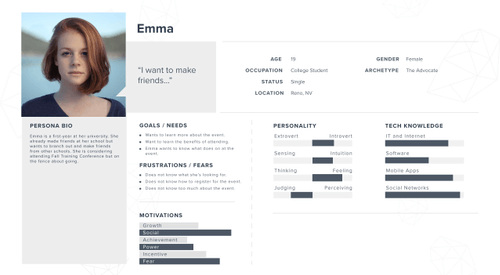 Emma
"I want to make
friends..."
AGE 19
OCCUPATION College Student
STATUS Single
LOCATION Reno, NV
GENDER Female
ARCHETYPE The Advocate
PERSONA BIO
Emma is a first-year at her university. She
already made friends at her school but
wants to branch out and make friends
from other schools. She is considering
attending Fall Training Conference but on
the fence about going.
GOALS / NEEDS
Wants to learn more about the event.
Want to learn the benefits of attending.
Emma wants to know what does on at the
event.
FRUSTRATIONS / FEARS
Does not know what she's looking for.
Does not know how to register for the event.
Does not know too much about the event.
MOTIVATIONS
Growth
Social
Achievement
Power
Incentive
Fear
PERSONALITY
Extrovert Introvert
Sensing Intuition
Thinking Feeling
Judging Perceiving
TECH KNOWLEDGE
IT and Internet
Software
Mobile Apps
Social Networks